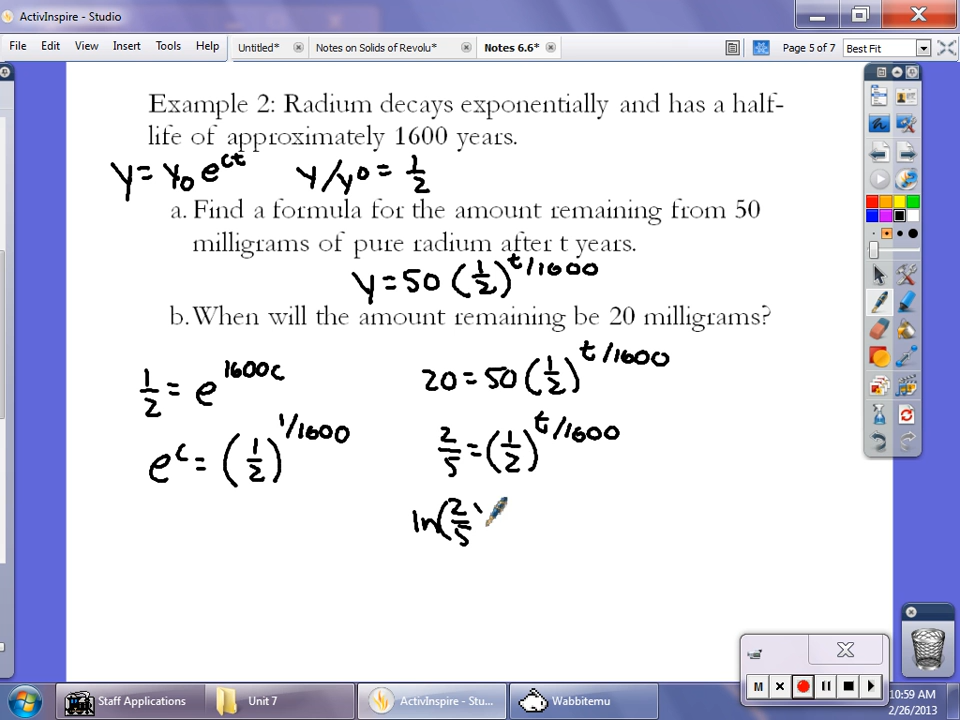 ActivInspire - Studio
File Edit View Insert Tools Help Untitled* Notes on Solids of Revolu* Notes 6.6* Page 5 of 7 Best Fit
Example 2: Radium decays exponentially and has a half-
life of approximately 1600 years.
y = y₀ e^(ct) y/y0 = 1/2
a. Find a formula for the amount remaining from 50
milligrams of pure radium after t years.
y = 50 (1/2)^(t/1600)
b. When will the amount remaining be 20 milligrams?
1/2 = e^(1600c)
e^c = (1/2)^(1/1600)
20 = 50 (1/2)^(t/1600)
2/5 = (1/2)^(t/1600)
ln(2/5
M
Staff Applications Unit 7 ActivInspire - Stu... Wabbitemu
10:59 AM
2/26/2013